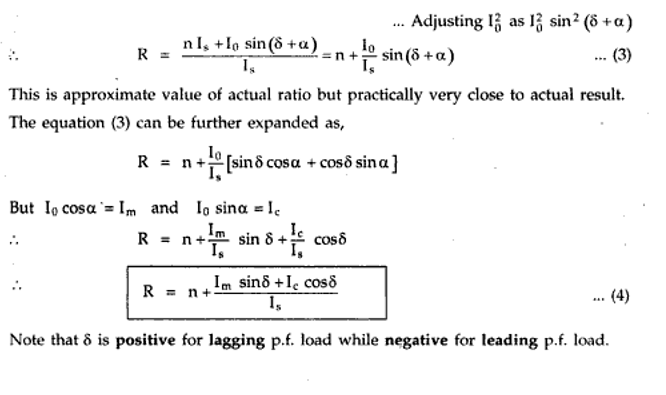 ... Adjusting I₀² as I₀² sin² (δ + α)
∴ R = (n Iₛ + I₀ sin(δ + α)) / Iₛ = n + (I₀ / Iₛ) sin(δ + α) ... (3)
This is approximate value of actual ratio but practically very close to actual result.
The equation (3) can be further expanded as,
R = n + (I₀ / Iₛ) [sin δ cos α + cos δ sin α]
But I₀ cos α = Iₘ and I₀ sin α = I_c
∴ R = n + (Iₘ / Iₛ) sin δ + (I_c / Iₛ) cos δ
∴ R = n + (Iₘ sin δ + I_c cos δ) / Iₛ ... (4)
Note that δ is positive for lagging p.f. load while negative for leading p.f. load.